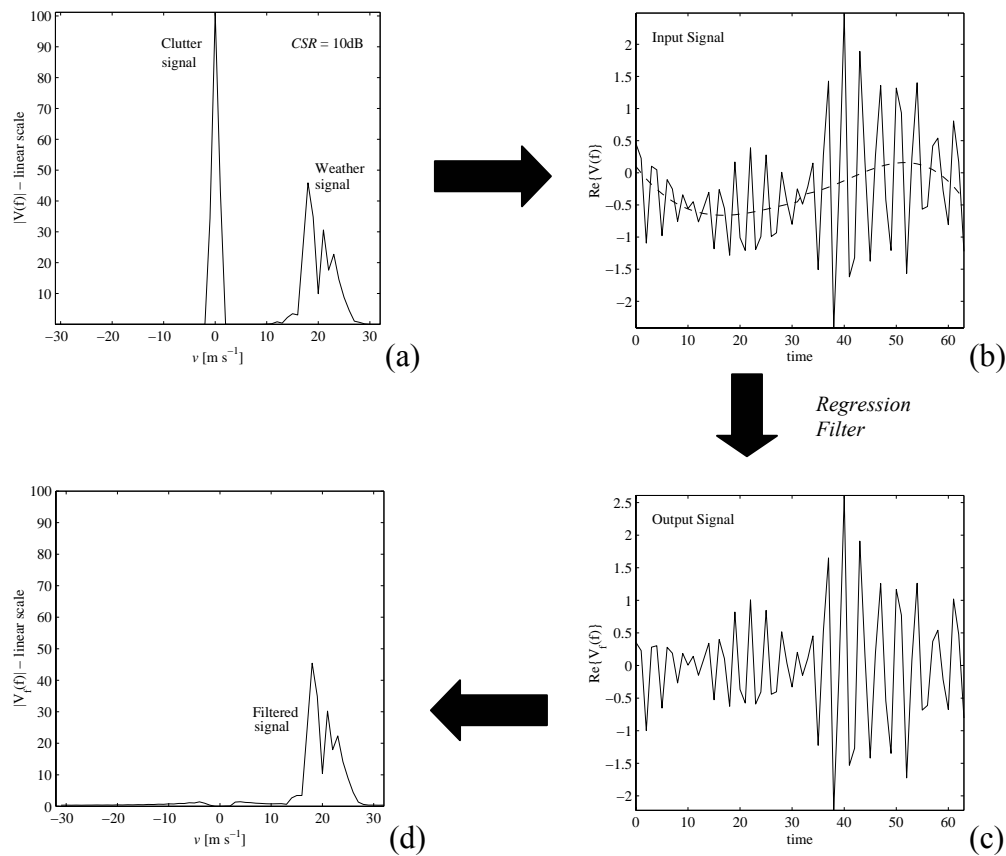 Clutter
signal
CSR = 10dB
Weather
signal
|V(f)| − linear scale
100
90
80
70
60
50
40
30
20
10
−30 −20 −10 0 10 20 30
v [m s⁻¹]
(a)
Input Signal
Re{V(f)}
2
1.5
1
0.5
0
−0.5
−1
−1.5
−2
0 10 20 30 40 50 60
time
(b)
Regression
Filter
Filtered
signal
|V_f(f)| − linear scale
100
90
80
70
60
50
40
30
20
10
0
−30 −20 −10 0 10 20 30
v [m s⁻¹]
(d)
Output Signal
Re{V_f(f)}
2.5
2
1.5
1
0.5
0
−0.5
−1
−1.5
−2
0 10 20 30 40 50 60
time
(c)